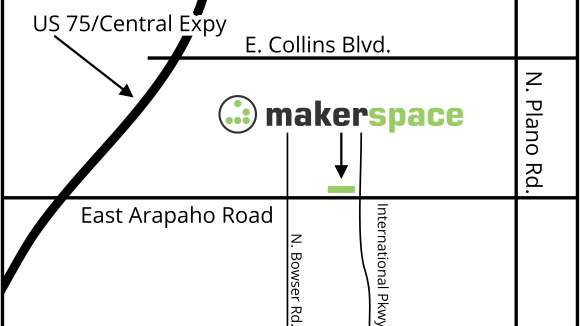 US 75/Central Expy
E. Collins Blvd.
N. Plano Rd.
makerspace
East Arapaho Road
N. Bowser Rd.
International Pkwy